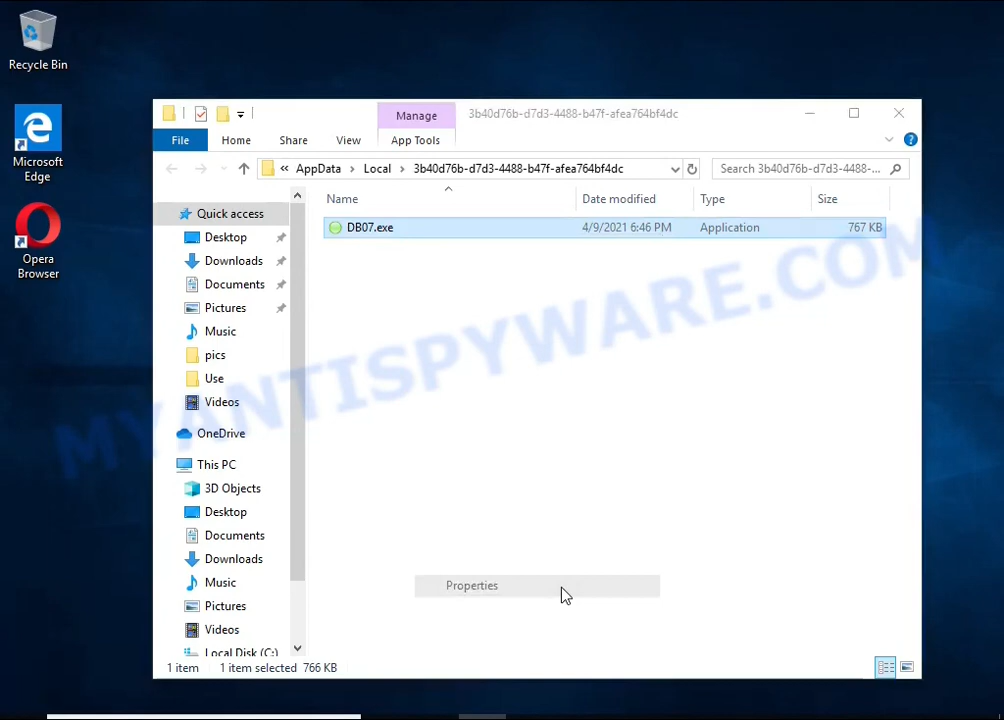 Recycle Bin
Microsoft
Edge
Opera
Browser
Manage
3b40d76b-d7d3-4488-b47f-afea764bf4dc
File
Home
Share
View
App Tools
« AppData > Local > 3b40d76b-d7d3-4488-b47f-afea764bf4dc
Search 3b40d76b-d7d3-4488-...
Name
Date modified
Type
Size
DB07.exe
4/9/2021 6:46 PM
Application
767 KB
Quick access
Desktop
Downloads
Documents
Pictures
Music
pics
Use
Videos
OneDrive
This PC
3D Objects
Desktop
Documents
Downloads
Music
Pictures
Videos
Local Disk (C:)
MYANTISPYWARE.COM
Properties
1 item
1 item selected 766 KB